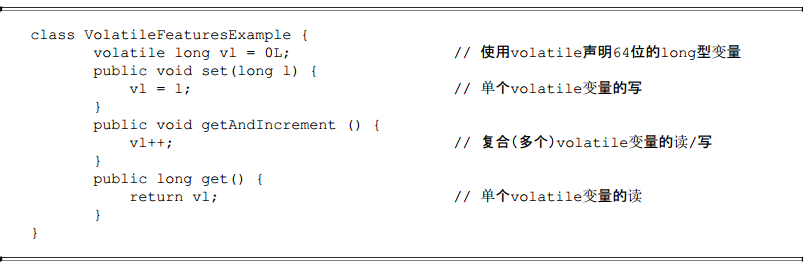 class VolatileFeaturesExample {
volatile long vl = 0L; // 使用volatile声明64位的long型变量
public void set(long l) {
vl = l; // 单个volatile变量的写
}
public void getAndIncrement () {
vl++; // 复合(多个)volatile变量的读/写
}
public long get() {
return vl; // 单个volatile变量的读
}
}